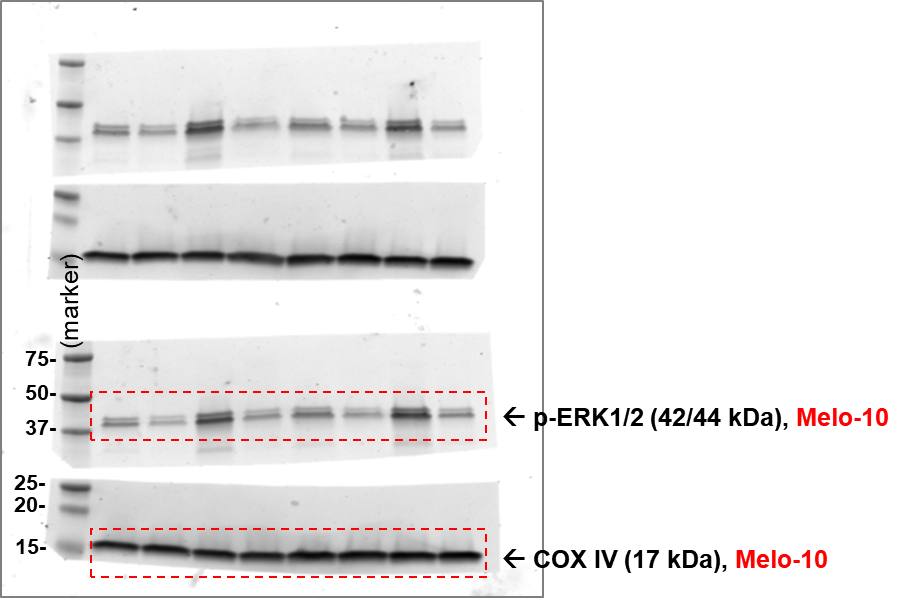 (marker)
75-
50-
37-
← p-ERK1/2 (42/44 kDa), Melo-10
25-
20-
15-
← COX IV (17 kDa), Melo-10